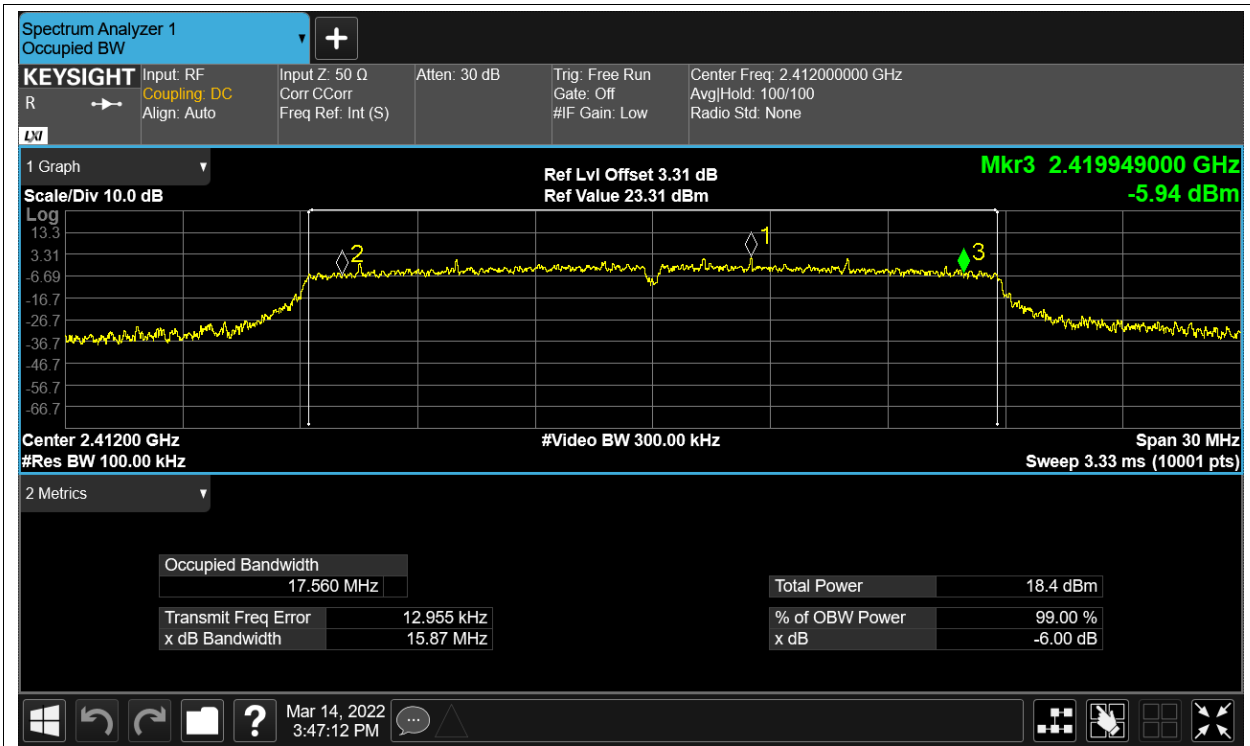 Spectrum Analyzer 1
Occupied BW
KEYSIGHT
R
LXI
Input: RF
Coupling: DC
Align: Auto
Input Z: 50 Ω
Corr CCorr
Freq Ref: Int (S)
Atten: 30 dB
Trig: Free Run
Gate: Off
#IF Gain: Low
Center Freq: 2.412000000 GHz
Avg|Hold: 100/100
Radio Std: None
1 Graph
Scale/Div 10.0 dB
Ref Lvl Offset 3.31 dB
Ref Value 23.31 dBm
Mkr3 2.419949000 GHz
-5.94 dBm
Log
13.3
3.31
-6.69
-16.7
-26.7
-36.7
-46.7
-56.7
-66.7
2
1
3
Center 2.41200 GHz
#Res BW 100.00 kHz
#Video BW 300.00 kHz
Span 30 MHz
Sweep 3.33 ms (10001 pts)
2 Metrics
Occupied Bandwidth
17.560 MHz
Transmit Freq Error 12.955 kHz
x dB Bandwidth 15.87 MHz
Total Power 18.4 dBm
% of OBW Power 99.00 %
x dB -6.00 dB
?
Mar 14, 2022
3:47:12 PM